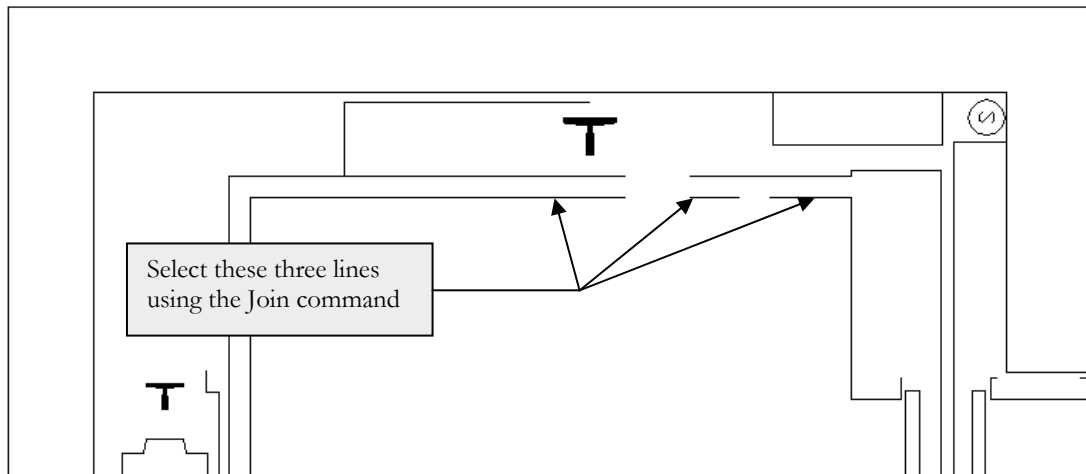 Select these three lines
using the Join command
S